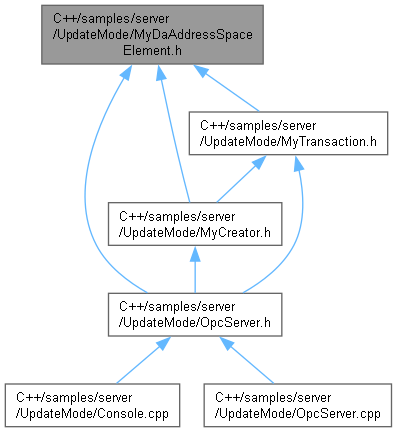 C++/samples/server
/UpdateMode/MyDaAddressSpace
Element.h
C++/samples/server
/UpdateMode/MyTransaction.h
C++/samples/server
/UpdateMode/MyCreator.h
C++/samples/server
/UpdateMode/OpcServer.h
C++/samples/server
/UpdateMode/Console.cpp
C++/samples/server
/UpdateMode/OpcServer.cpp